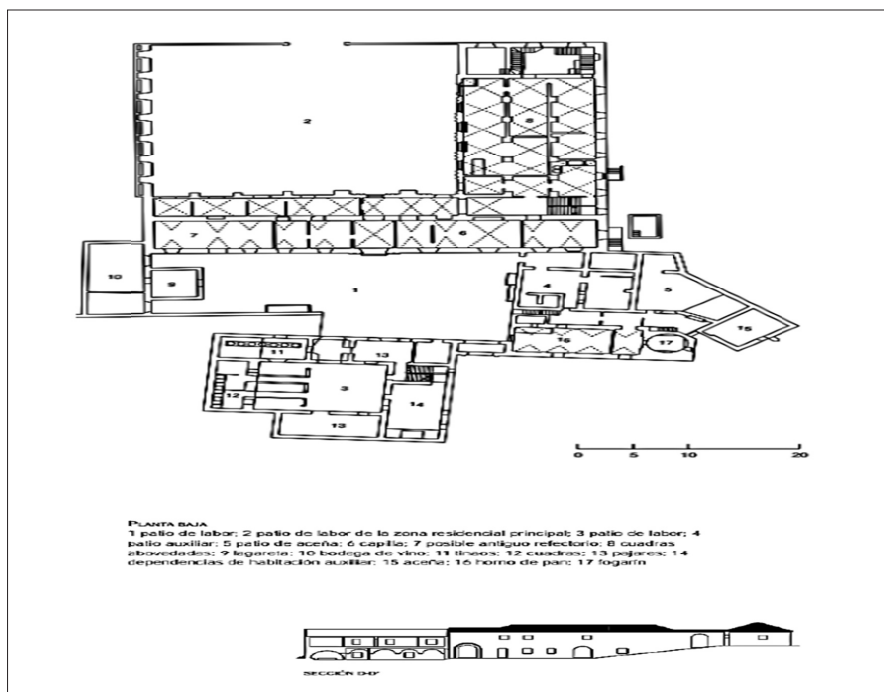 2
8
7
6
10
9
1
4
5
15
16
17
11
13
3
14
12
13
0 5 10 20
PLANTA BAJA
1 patio de labor; 2 patio de labor de la zona residencial principal; 3 patio de labor; 4
patio auxiliar; 5 patio de aceña; 6 capilla; 7 posible antiguo refectorio; 8 cuadras
abovedadas; 9 lagareta; 10 bodega de vino; 11 tinaos; 12 cuadras; 13 pajares; 14
dependencias de habitación auxiliar; 15 aceña; 16 horno de pan; 17 fogarín
SECCIÓN D-D'